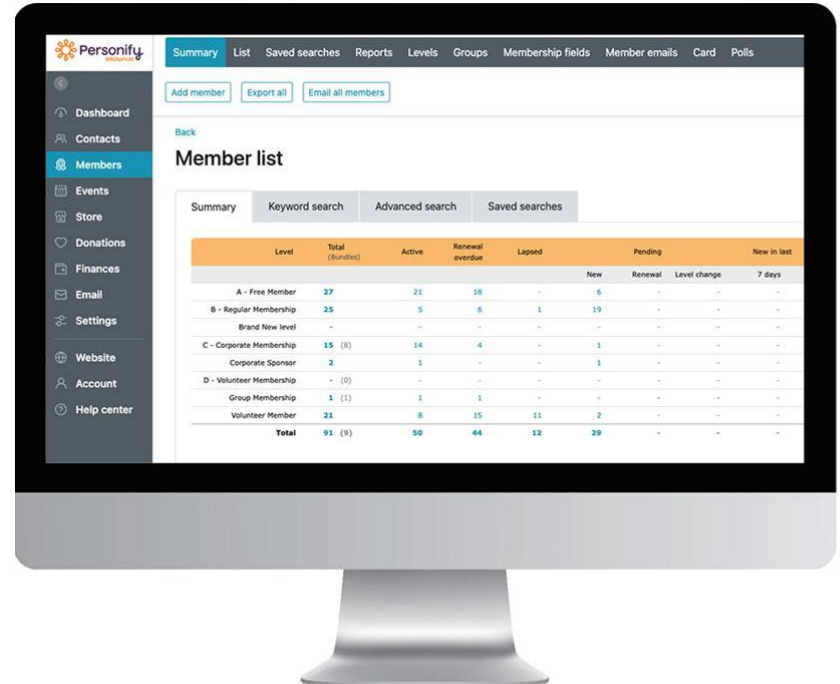 Personify
WildApricot
Summary List Saved searches Reports Levels Groups Membership fields Member emails Card Polls
Add member Export all Email all members
Dashboard
Contacts
Members
Events
Store
Donations
Finances
Email
Settings
Website
Account
Help center
Back
Member list
Summary Keyword search Advanced search Saved searches
Level Total (Bundles) Active Renewal overdue Lapsed Pending New in last
New Renewal Level change 7 days
A - Free Member 27 21 18 - 6 - - -
B - Regular Membership 25 5 6 1 19 - - -
Brand New level - - - - - - - -
C - Corporate Membership 15 (8) 14 4 - 1 - - -
Corporate Sponsor 2 1 - - 1 - - -
D - Volunteer Membership - (0) - - - - - - -
Group Membership 1 (1) 1 1 - - - - -
Volunteer Member 21 8 15 11 2 - - -
Total 91 (9) 50 44 12 29 - - -